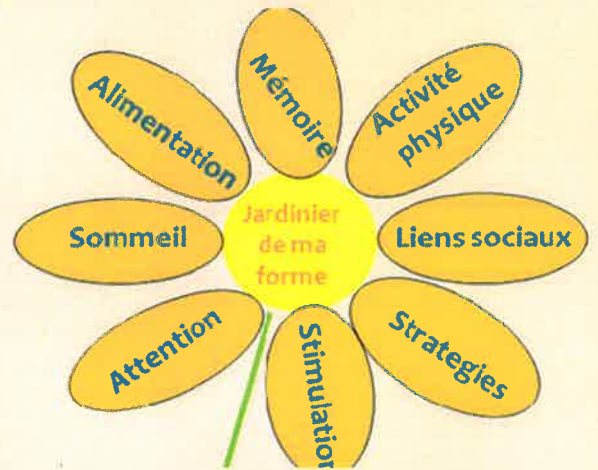 Mémoire
Activité
physique
Liens sociaux
Strategies
Stimulation
Attention
Sommeil
Alimentation
Jardinier
de ma
forme